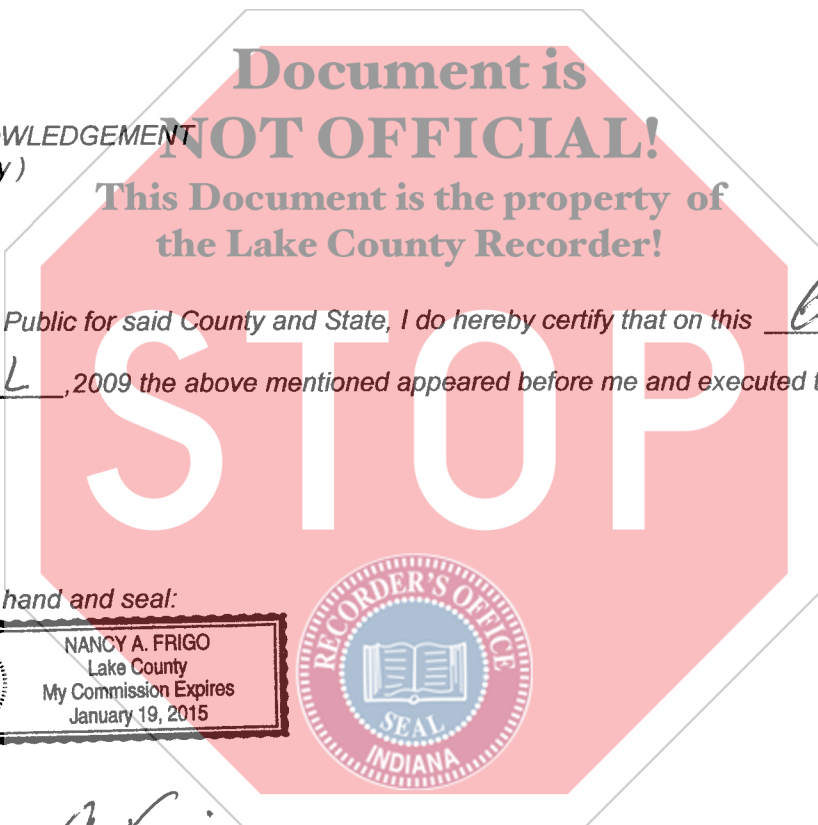 Document is
NOT OFFICIAL!
This Document is the property of
the Lake County Recorder!
OWLEDGEMENT
y )
Public for said County and State, I do hereby certify that on this
L ,2009 the above mentioned appeared before me and executed t
STOP
hand and seal:
NANCY A. FRIGO
Lake County
My Commission Expires
January 19, 2015
RECORDER'S OFFICE
SEAL
INDIANA